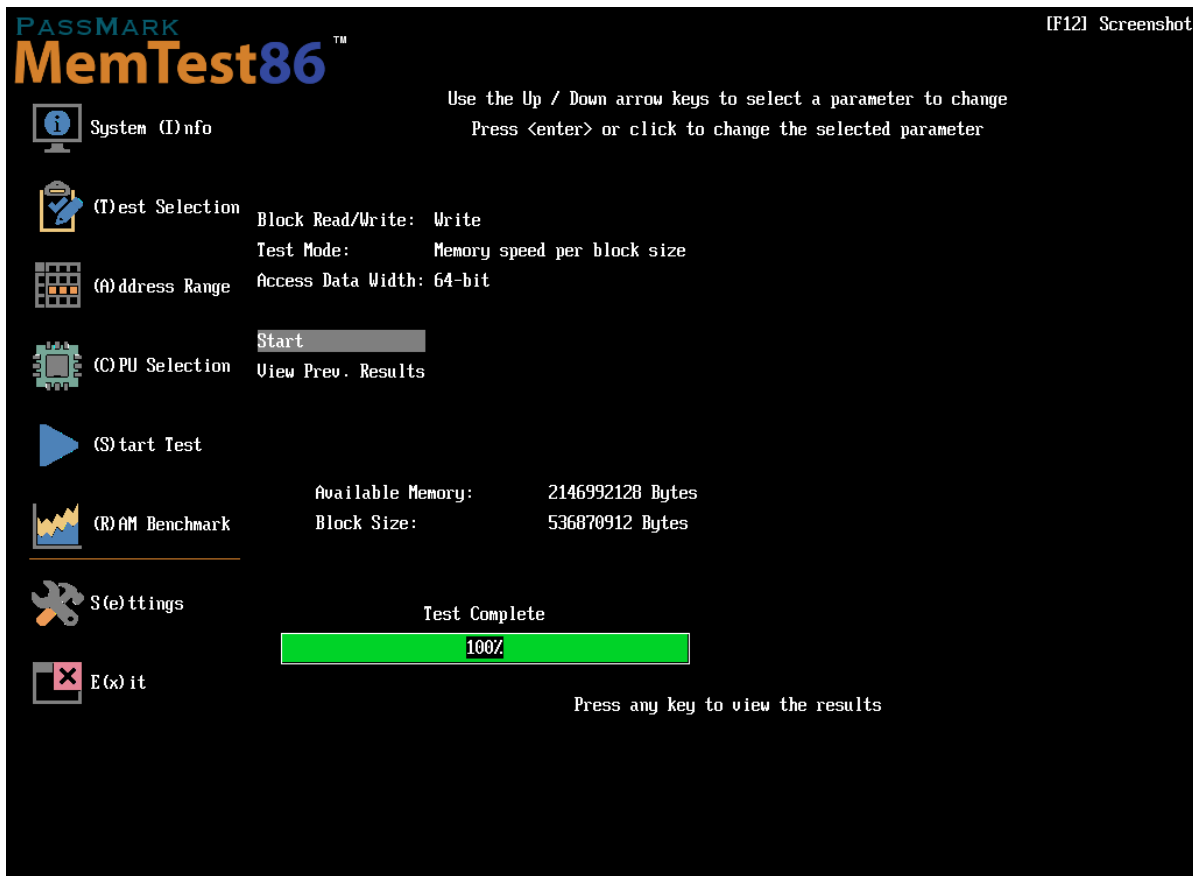 PASSMARK
MemTest86™
[F12] Screenshot
Use the Up / Down arrow keys to select a parameter to change
Press <enter> or click to change the selected parameter
System (I)nfo
(T)est Selection
(A)ddress Range
(C)PU Selection
(S)tart Test
(R)AM Benchmark
S(e)ttings
E(x)it
Block Read/Write: Write
Test Mode: Memory speed per block size
Access Data Width: 64-bit
Start
View Prev. Results
Available Memory: 2146992128 Bytes
Block Size: 536870912 Bytes
Test Complete
100%
Press any key to view the results